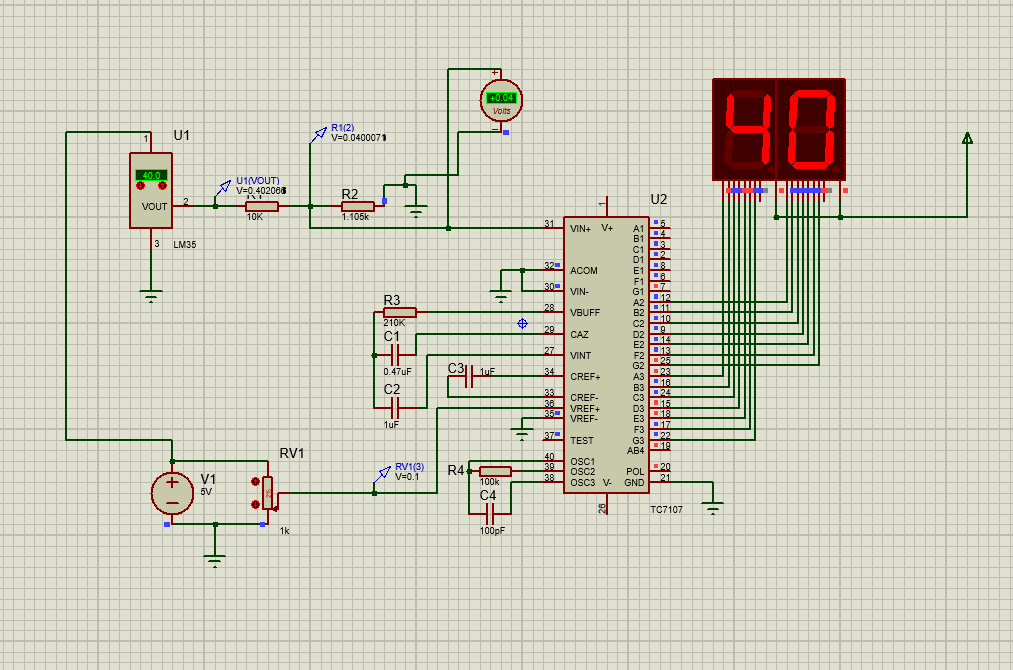 U1
1
40.0
VOUT
2
3
LM35
U1(VOUT)
V=0.402066
R1(2)
V=0.0400071
10K
R2
1.105k
+
+0.04
Volts
−
40
U2
1
31
VIN+
V+
A1
5
B1
4
C1
3
D1
2
32
ACOM
E1
8
F1
6
30
VIN-
G1
7
A2
12
28
VBUFF
B2
11
C2
10
29
CAZ
D2
9
E2
14
27
VINT
F2
13
G2
25
34
CREF+
A3
23
B3
16
33
CREF-
C3
24
36
VREF+
D3
15
35
VREF-
E3
18
F3
17
37
TEST
G3
22
AB4
19
40
OSC1
39
OSC2
POL
20
38
OSC3
V-
GND
21
26
TC7107
R3
210K
C1
0.47uF
C2
1uF
C3
1uF
R4
100k
C4
100pF
RV1(3)
V=0.1
RV1
1k
V1
5V
+
−